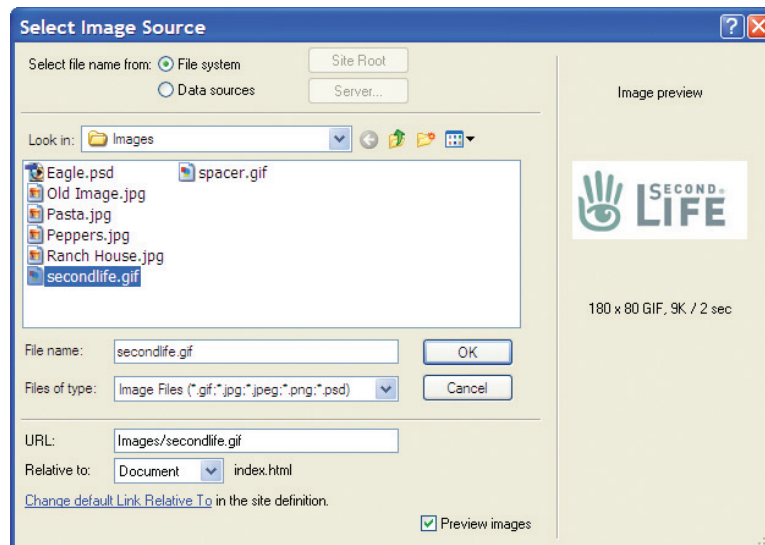 Select Image Source
Select file name from: File system
Site Root
Data sources
Server...
Image preview
Look in: Images
Eagle.psd
spacer.gif
Old Image.jpg
Pasta.jpg
Peppers.jpg
Ranch House.jpg
secondlife.gif
SECOND
LIFE
180 x 80 GIF, 9K / 2 sec
File name: secondlife.gif
OK
Files of type: Image Files (*.gif;*.jpg;*.jpeg;*.png;*.psd)
Cancel
URL: Images/secondlife.gif
Relative to: Document index.html
Change default Link Relative To in the site definition.
Preview images